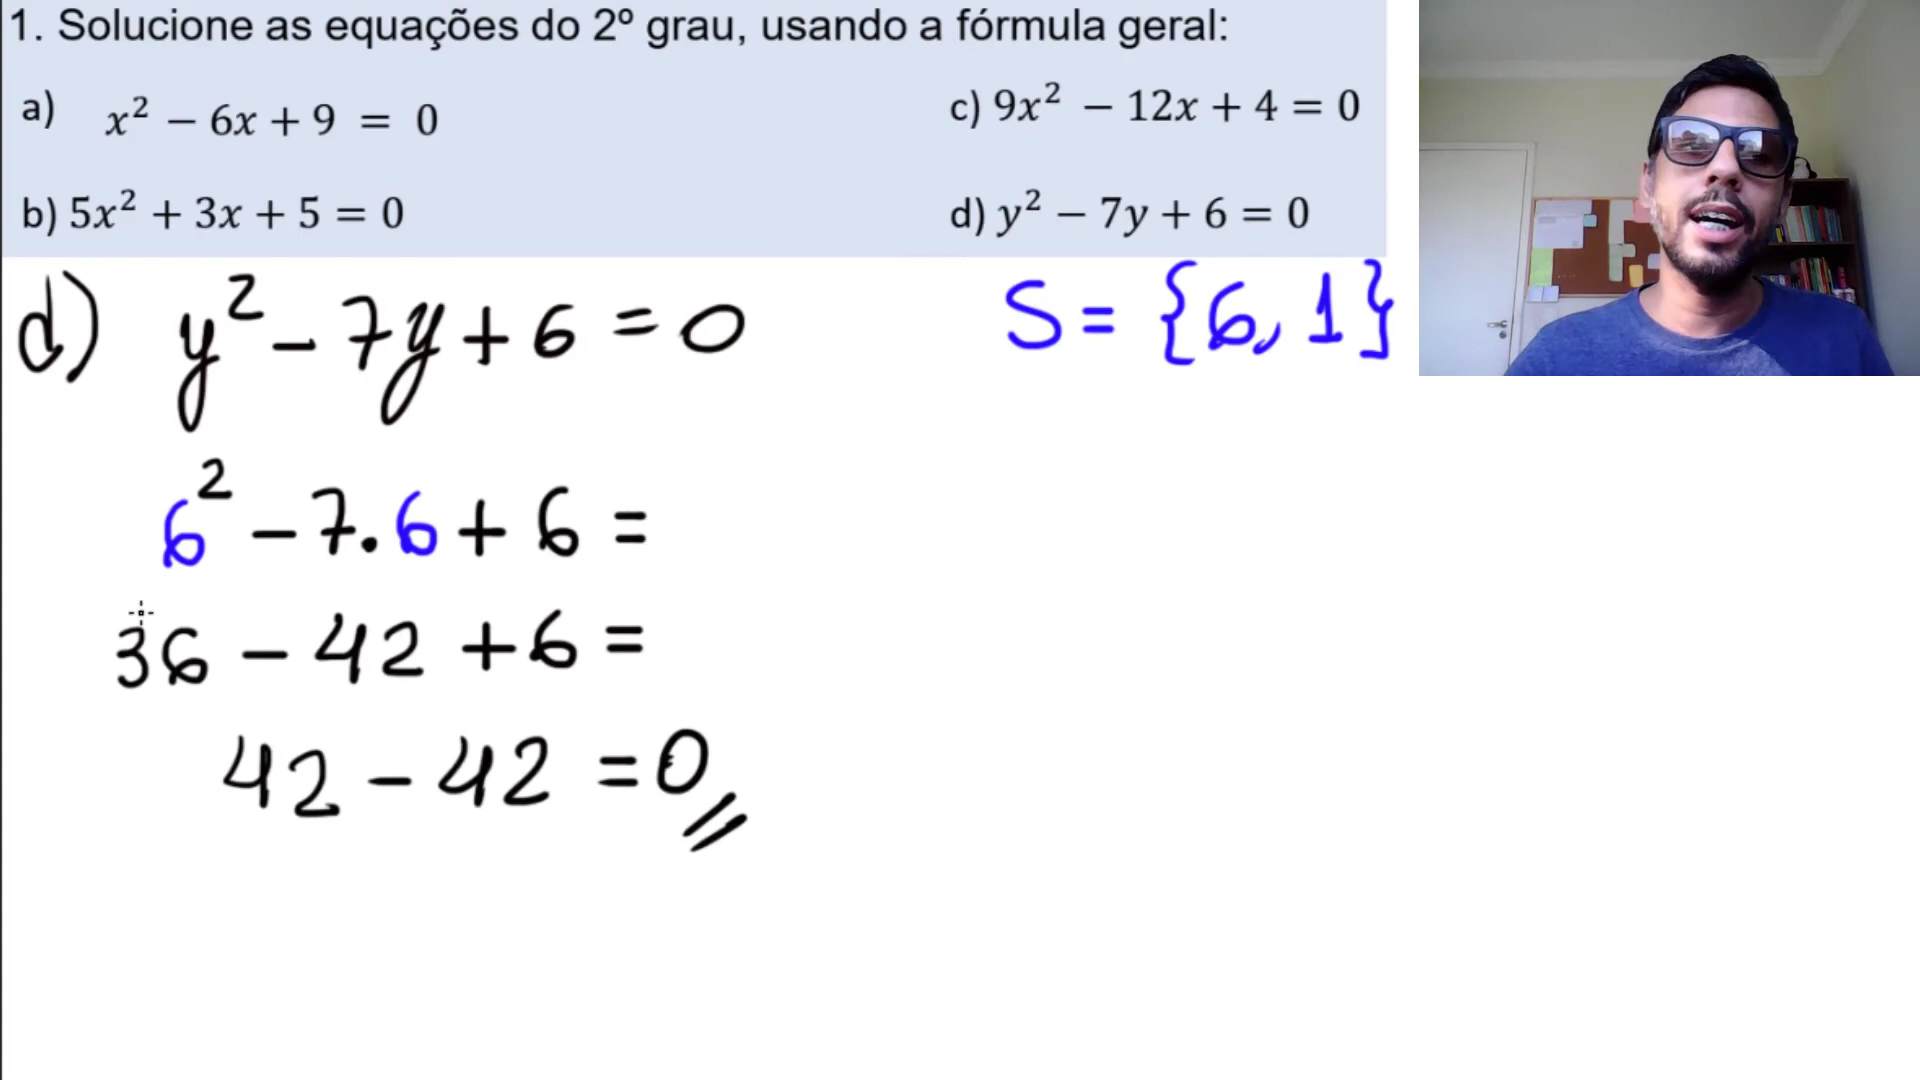 1. Solucione as equações do 2º grau, usando a fórmula geral:
a) x² − 6x + 9 = 0
c) 9x² − 12x + 4 = 0
b) 5x² + 3x + 5 = 0
d) y² − 7y + 6 = 0
d) y² − 7y + 6 = 0
S = {6, 1}
6² − 7.6 + 6 =
36 − 42 + 6 =
42 − 42 = 0